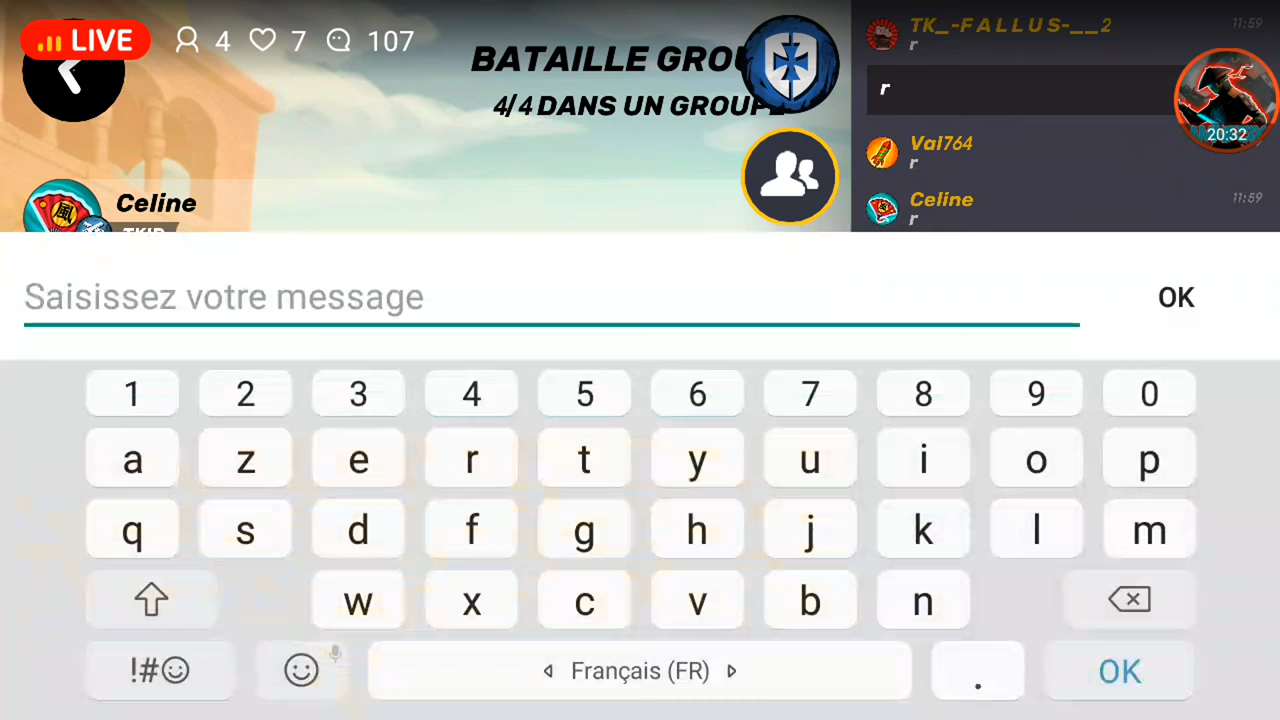 LIVE 4 7 107
BATAILLE GROU
4/4 DANS UN GROUPE
Celine
TK_-FALLUS-__2 11:59
r
r
20:32
Val764
r
Celine 11:59
r
Saisissez votre message OK
1 2 3 4 5 6 7 8 9 0
a z e r t y u i o p
q s d f g h j k l m
w x c v b n
!#☺ Français (FR) . OK